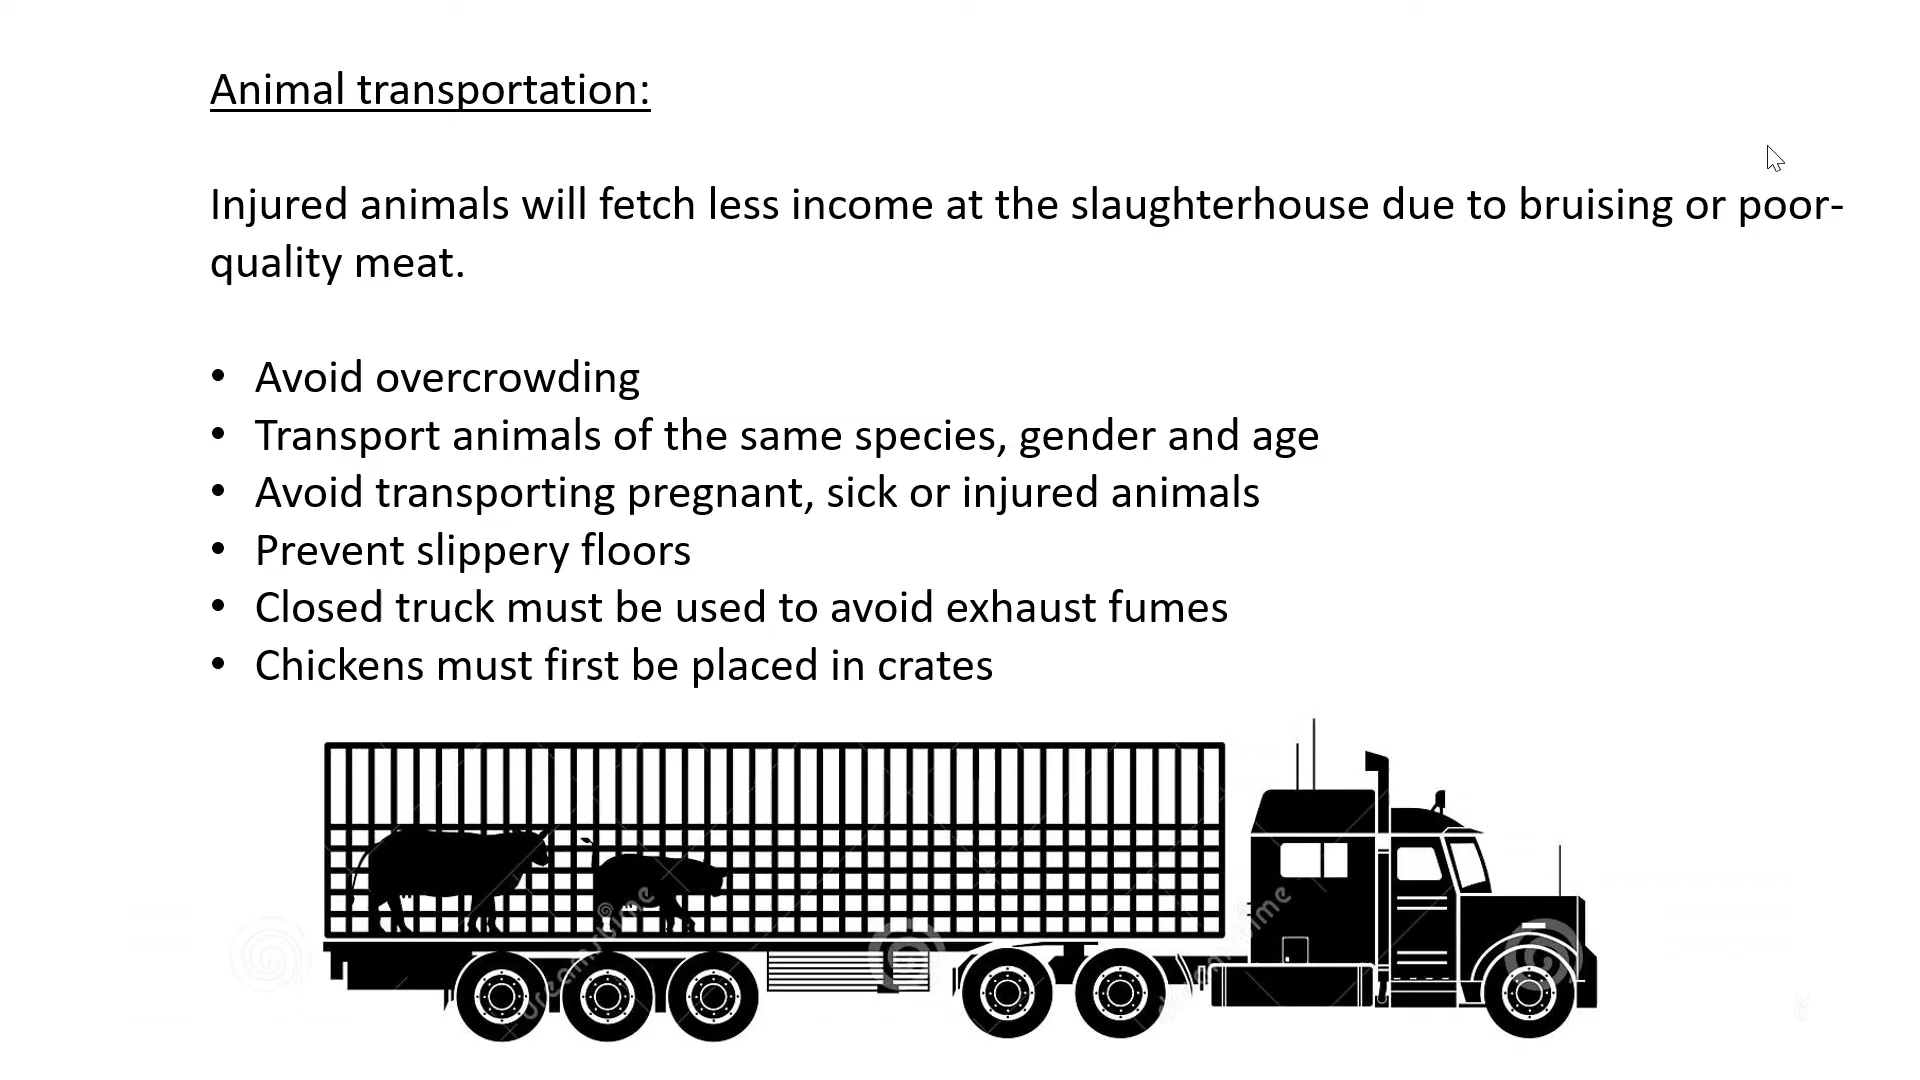 Animal transportation:
Injured animals will fetch less income at the slaughterhouse due to bruising or poor-
quality meat.
• Avoid overcrowding
• Transport animals of the same species, gender and age
• Avoid transporting pregnant, sick or injured animals
• Prevent slippery floors
• Closed truck must be used to avoid exhaust fumes
• Chickens must first be placed in crates
dreamstime
dreamstime